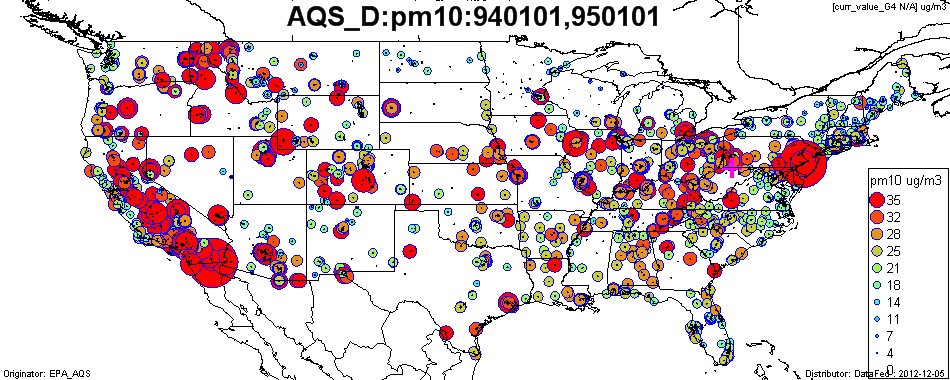 AQS_D:pm10:940101,950101
[curr_value_G4 N/A] ug/m3
pm10 ug/m3
35
32
28
25
21
18
14
11
7
4
0
Originator: EPA_AQS
Distributor: DataFed : 2012-12-05